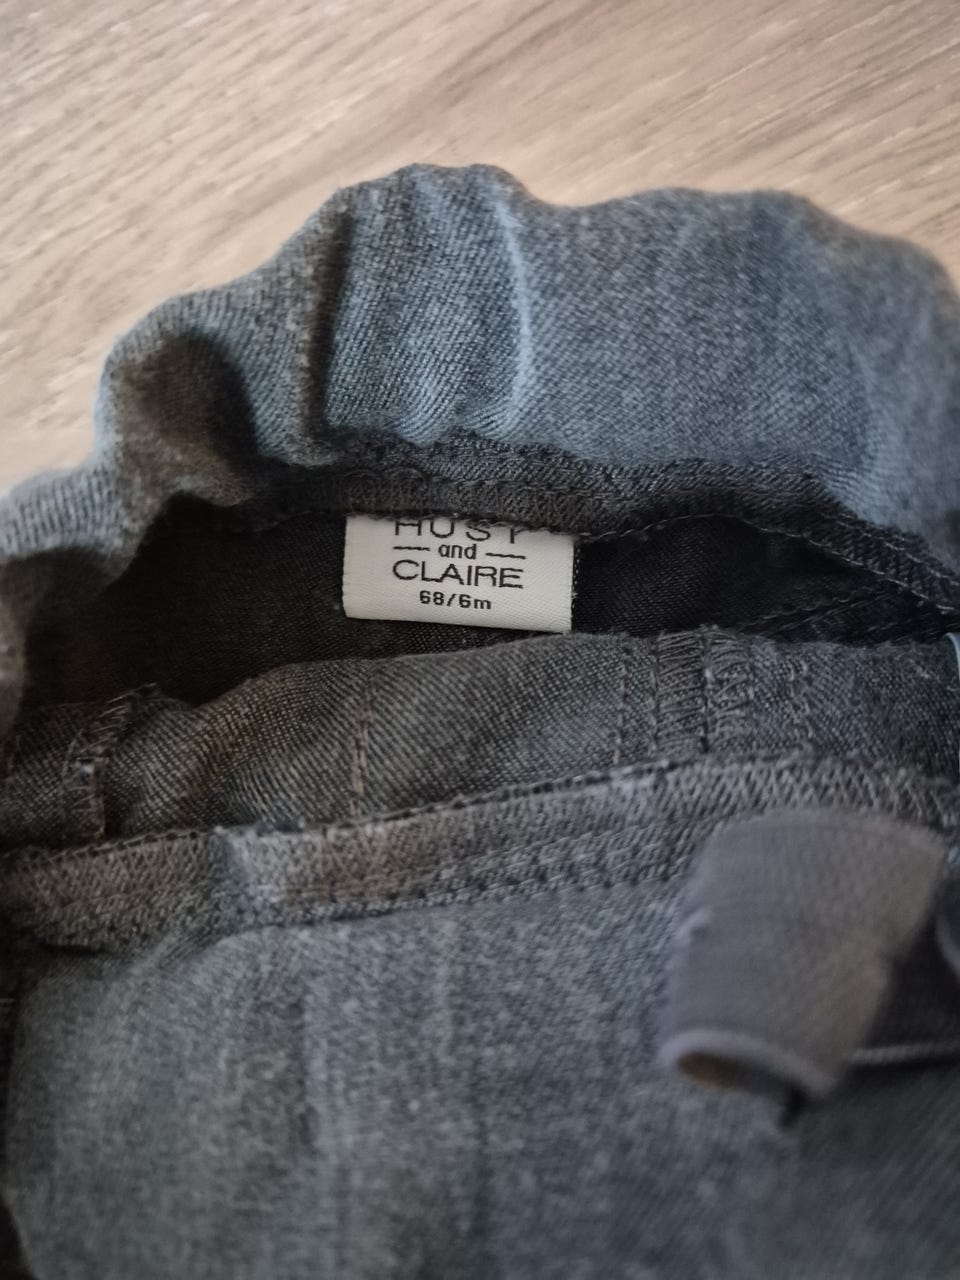 HUST
— and —
CLAIRE
68/6m